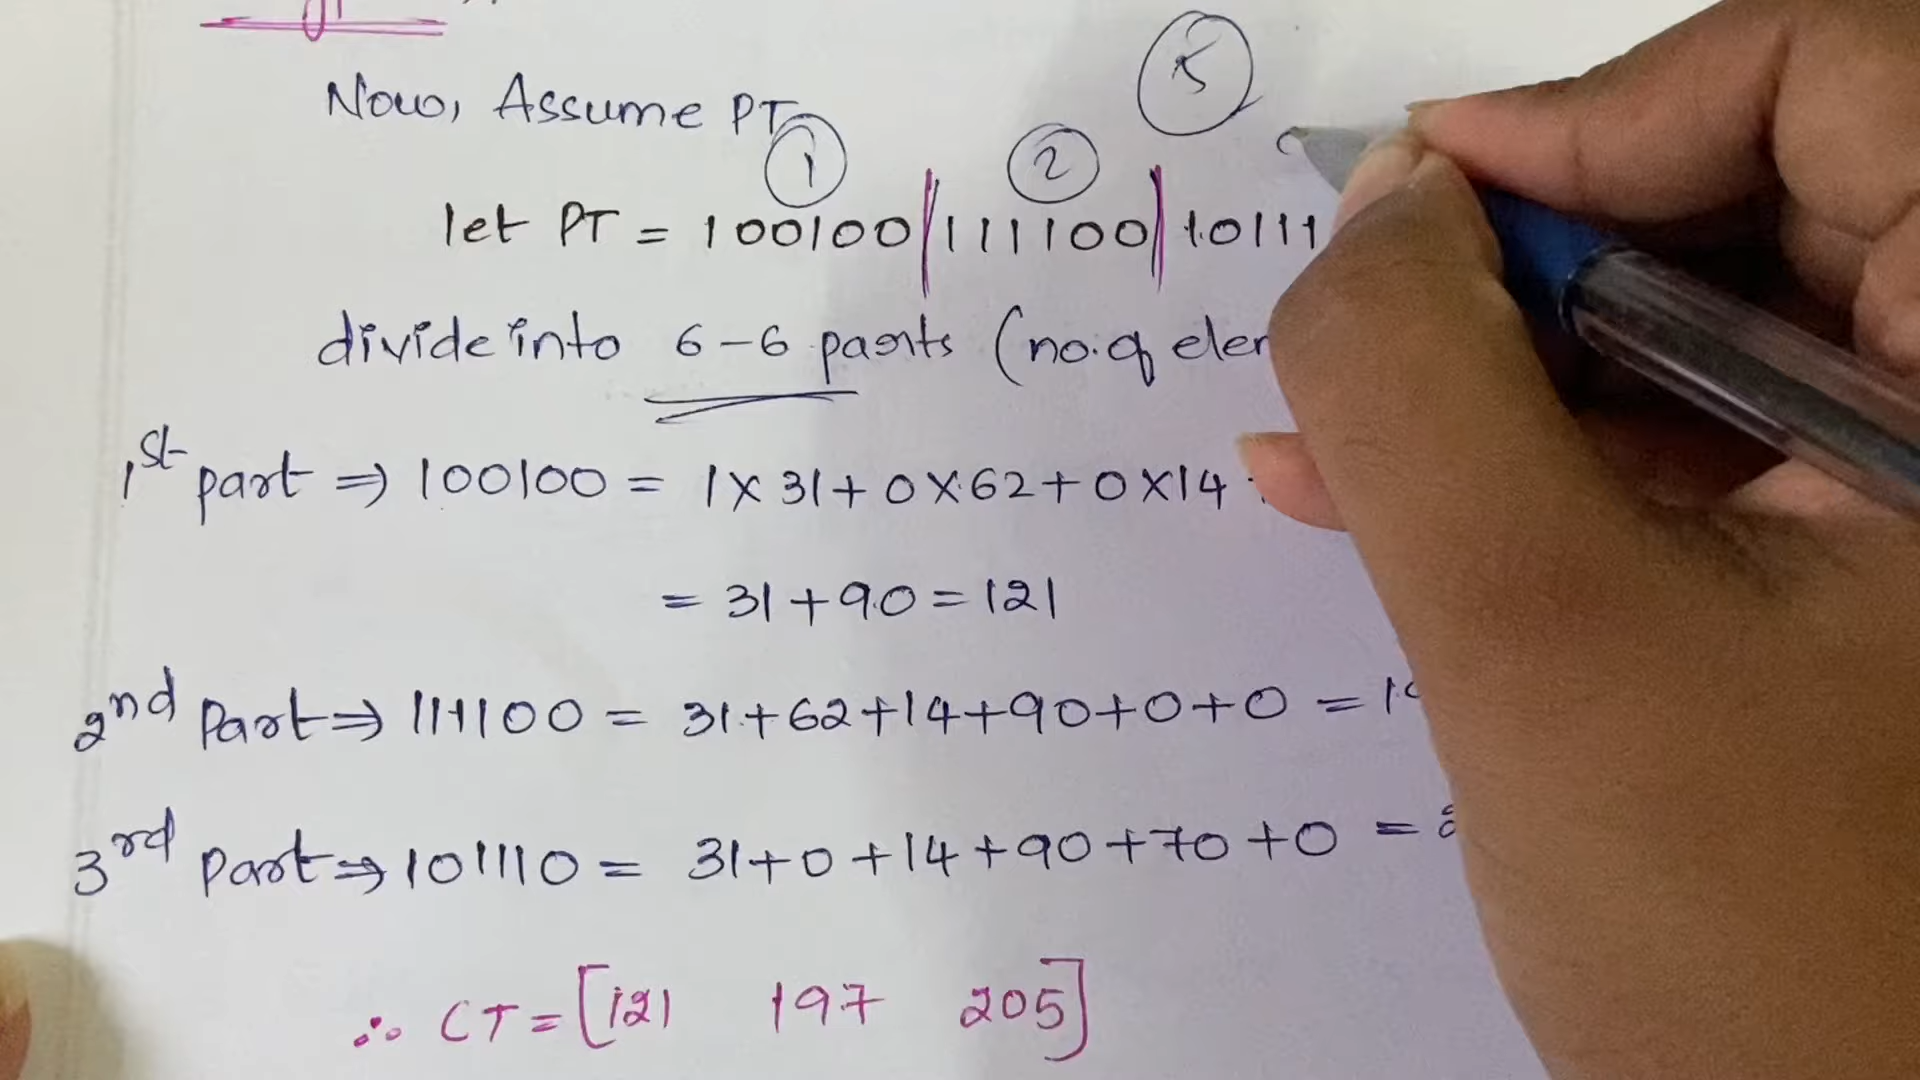 5
Now, Assume PT
1 2
let PT = 100100|111100|10111
divide into 6-6 parts (no.of
1st part ⇒ 100100 = 1×31+0×62+0×14
= 31+90=121
2nd Part⇒ 111100 = 31+62+14+90+0+0 =
3rd Part⇒ 101110 = 31+0+14+90+70+0 =
∴ CT=[121 197 205]